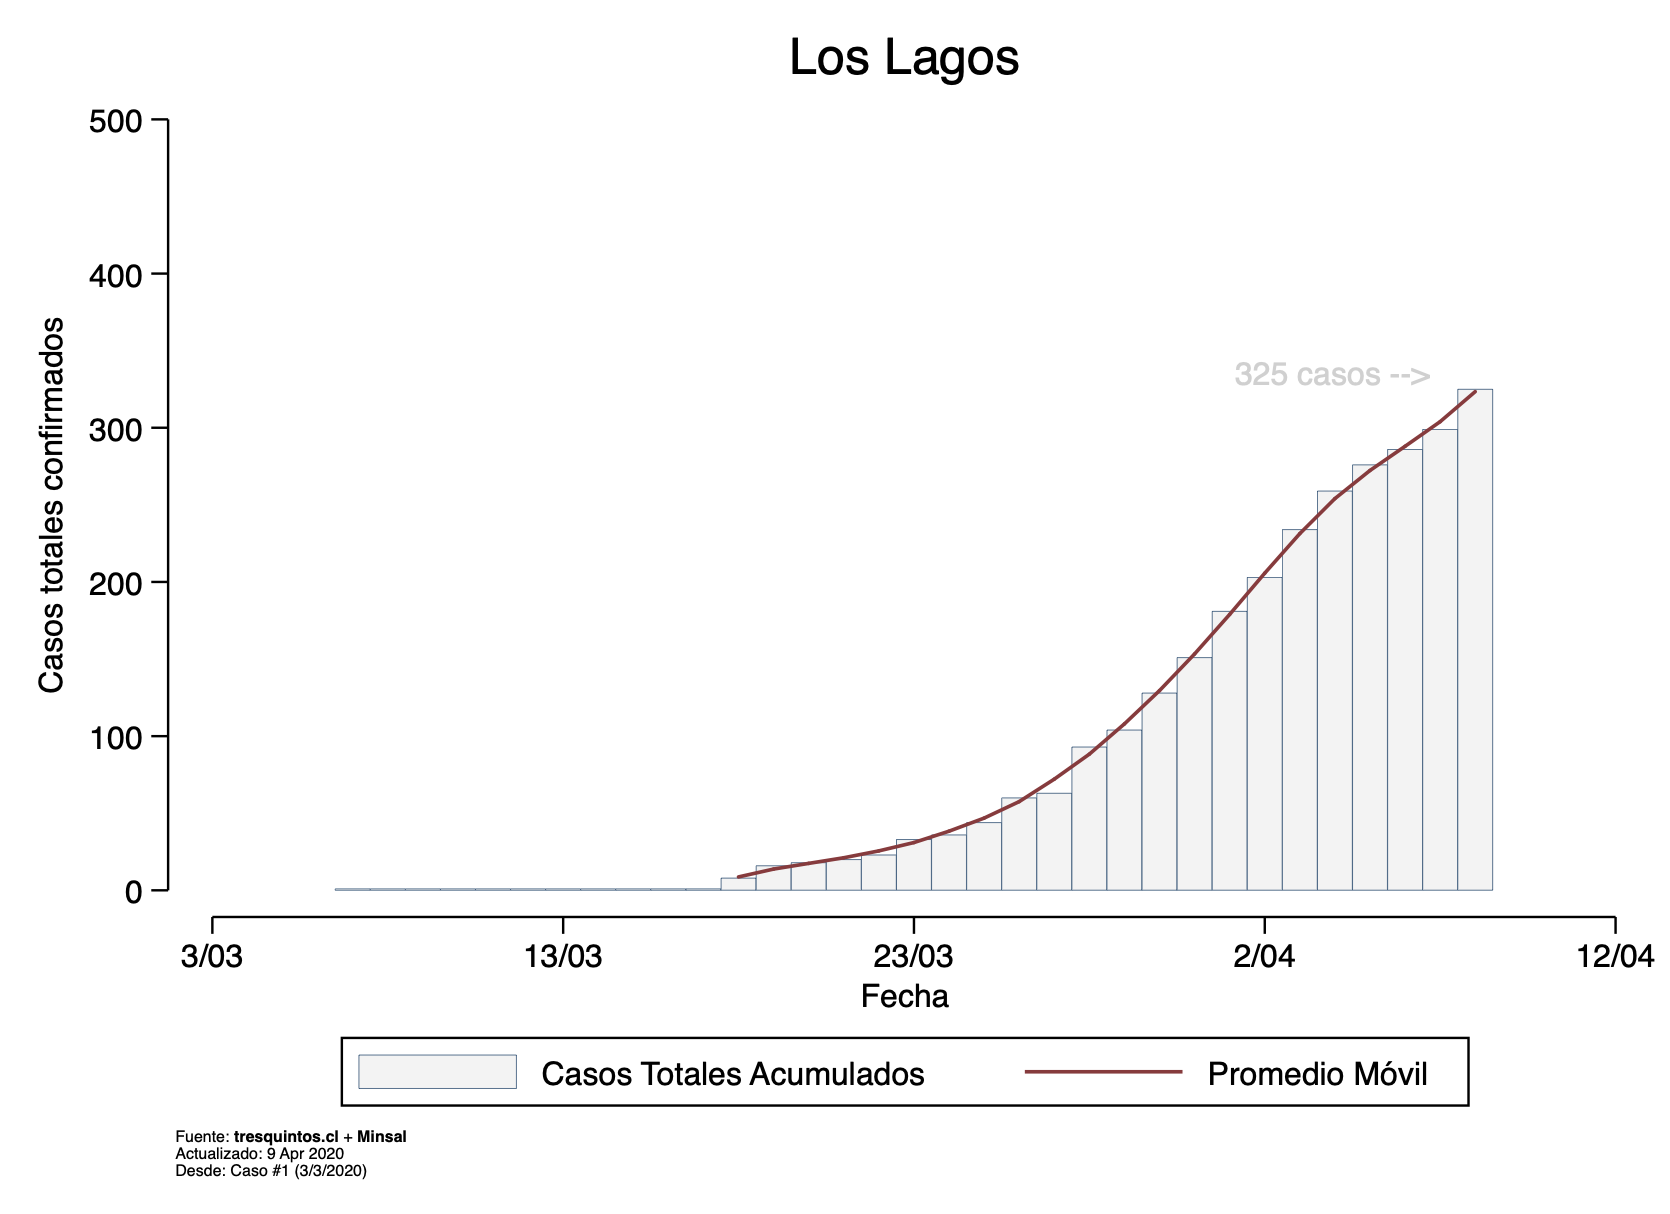 Los Lagos
500
400
300
200
100
0
Casos totales confirmados
325 casos -->
3/03
13/03
23/03
2/04
12/04
Fecha
Casos Totales Acumulados
Promedio Móvil
Fuente: tresquintos.cl + Minsal
Actualizado: 9 Apr 2020
Desde: Caso #1 (3/3/2020)